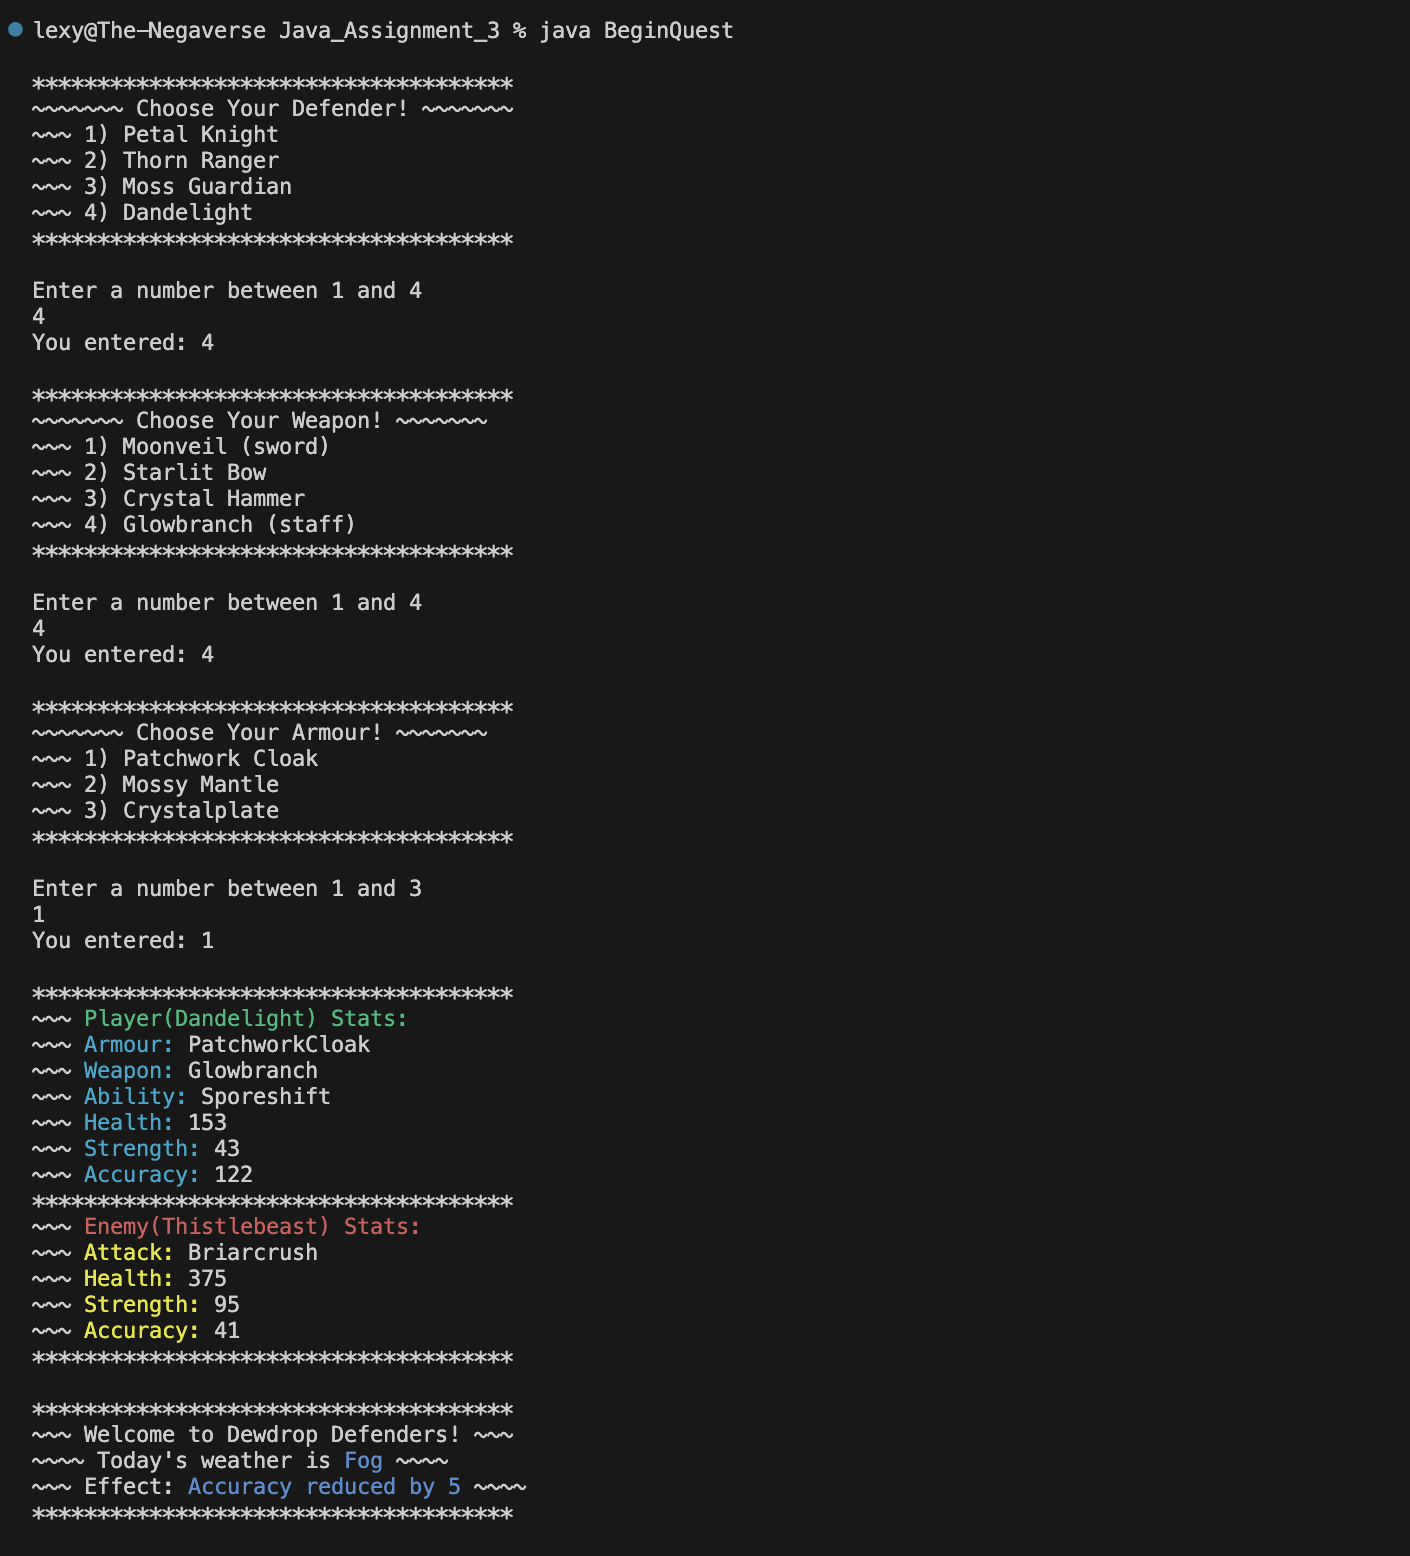 lexy@The-Negaverse Java_Assignment_3 % java BeginQuest
*************************************
~~~~~~~ Choose Your Defender! ~~~~~~~
~~~ 1) Petal Knight
~~~ 2) Thorn Ranger
~~~ 3) Moss Guardian
~~~ 4) Dandelight
*************************************
Enter a number between 1 and 4
4
You entered: 4
*************************************
~~~~~~~ Choose Your Weapon! ~~~~~~~
~~~ 1) Moonveil (sword)
~~~ 2) Starlit Bow
~~~ 3) Crystal Hammer
~~~ 4) Glowbranch (staff)
*************************************
Enter a number between 1 and 4
4
You entered: 4
*************************************
~~~~~~~ Choose Your Armour! ~~~~~~~
~~~ 1) Patchwork Cloak
~~~ 2) Mossy Mantle
~~~ 3) Crystalplate
*************************************
Enter a number between 1 and 3
1
You entered: 1
*************************************
~~~ Player(Dandelight) Stats:
~~~ Armour: PatchworkCloak
~~~ Weapon: Glowbranch
~~~ Ability: Sporeshift
~~~ Health: 153
~~~ Strength: 43
~~~ Accuracy: 122
*************************************
~~~ Enemy(Thistlebeast) Stats:
~~~ Attack: Briarcrush
~~~ Health: 375
~~~ Strength: 95
~~~ Accuracy: 41
*************************************
*************************************
~~~ Welcome to Dewdrop Defenders! ~~~
~~~~ Today's weather is Fog ~~~~
~~~ Effect: Accuracy reduced by 5 ~~~~
*************************************